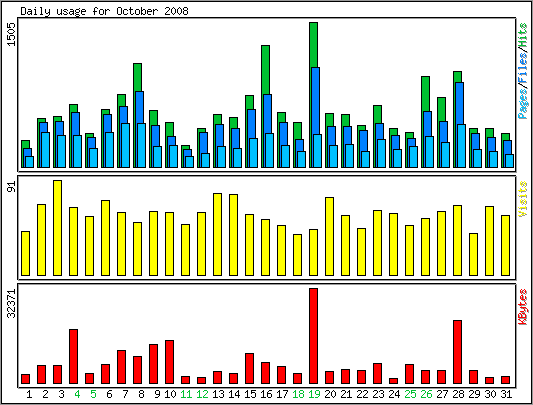 Daily usage for October 2008
1505
Pages/Files/Hits
91
Visits
32371
KBytes
1 2 3 4 5 6 7 8 9 10 11 12 13 14 15 16 17 18 19 20 21 22 23 24 25 26 27 28 29 30 31